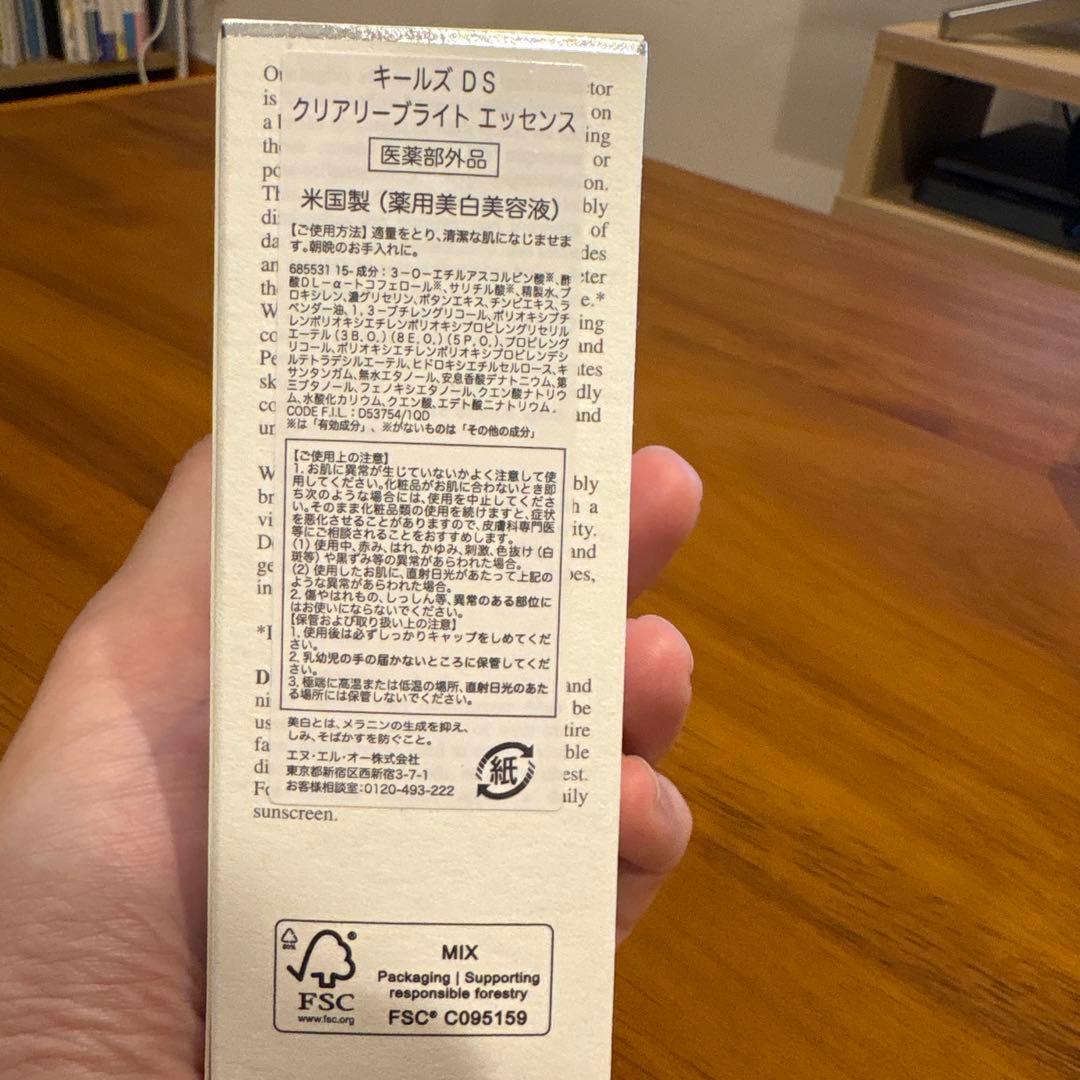 キールズ DS
クリアリーブライト エッセンス
医薬部外品
米国製（薬用美白美容液）
【ご使用方法】適量をとり、清潔な肌になじませま
す。朝晩のお手入れに。
685531 15- 成分：３－Ｏ－エチルアスコルビン酸※、酢
酸ＤＬ－α－トコフェロール※、サリチル酸※、精製水、プ
ロキシレン、濃グリセリン、ボタンエキス、チンピエキス、ラ
ベンダー油、１，３－ブチレングリコール、ポリオキシブチ
レンポリオキシエチレンポリオキシプロピレングリセリル
エーテル（３Ｂ．Ｏ．）（８Ｅ．Ｏ．）（５Ｐ．Ｏ．）、プロピレング
リコール、ポリオキシエチレンポリオキシプロピレンデシ
ルテトラデシルエーテル、ヒドロキシエチルセルロース、キ
サンタンガム、無水エタノール、安息香酸デナトニウム、第
三ブタノール、フェノキシエタノール、クエン酸ナトリウ
ム、水酸化カリウム、クエン酸、エデト酸二ナトリウム。
CODE F.I.L.：D53754/1QD
※は「有効成分」、※がないものは「その他の成分」
【ご使用上の注意】
1. お肌に異常が生じていないかよく注意して使
用してください。化粧品がお肌に合わないとき即
ち次のような場合には、使用を中止してくださ
い。そのまま化粧品類の使用を続けますと、症状
を悪化させることがありますので、皮膚科専門医
等にご相談されることをおすすめします。
(1) 使用中、赤み、はれ、かゆみ、刺激、色抜け（白
斑等）や黒ずみ等の異常があらわれた場合。
(2) 使用したお肌に、直射日光があたって上記の
ような異常があらわれた場合。
2. 傷やはれもの、しっしん等、異常のある部位に
はお使いにならないでください。
【保管および取り扱い上の注意】
1. 使用後は必ずしっかりキャップをしめてくだ
さい。
2. 乳幼児の手の届かないところに保管してくだ
さい。
3. 極端に高温または低温の場所、直射日光のあた
る場所には保管しないでください。
美白とは、メラニンの生成を抑え、
しみ、そばかすを防ぐこと。
エヌ・エル・オー株式会社
東京都新宿区西新宿3-7-1
お客様相談室：0120-493-222
紙
sunscreen.
FSC®
www.fsc.org
MIX
Packaging | Supporting
responsible forestry
FSC® C095159